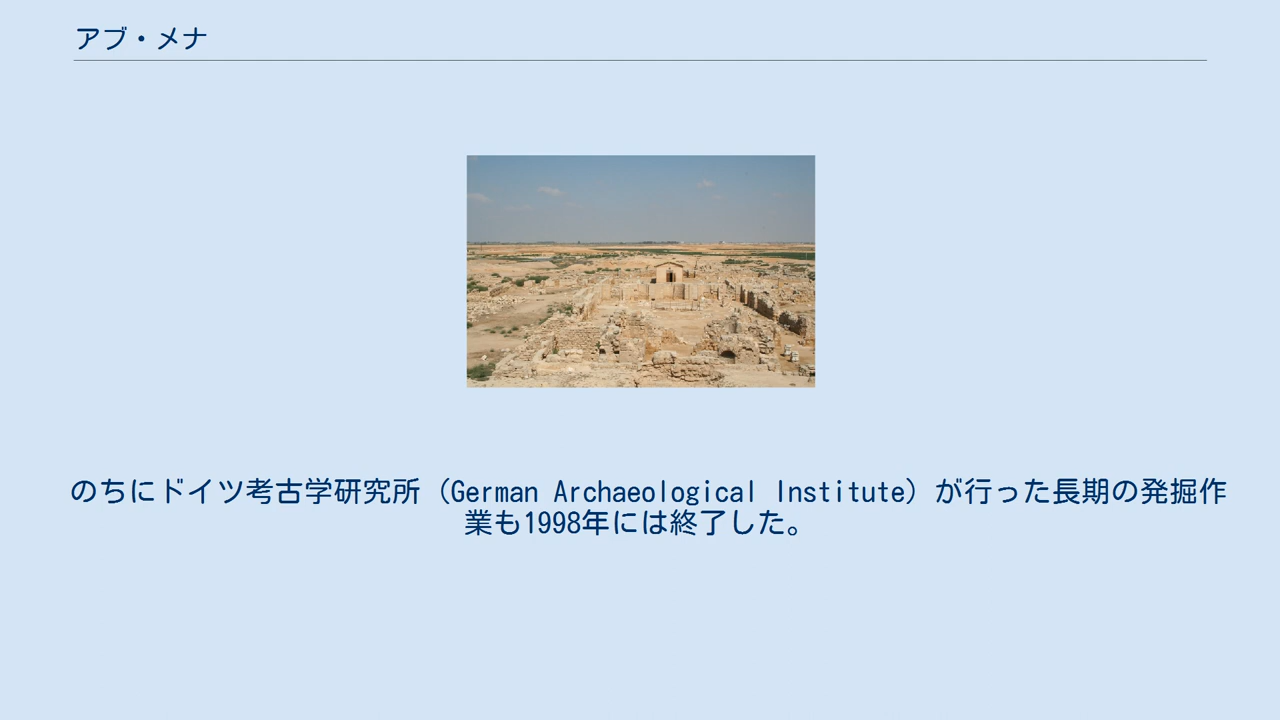 アブ・メナ
のちにドイツ考古学研究所（German Archaeological Institute）が行った長期の発掘作
業も1998年には終了した。